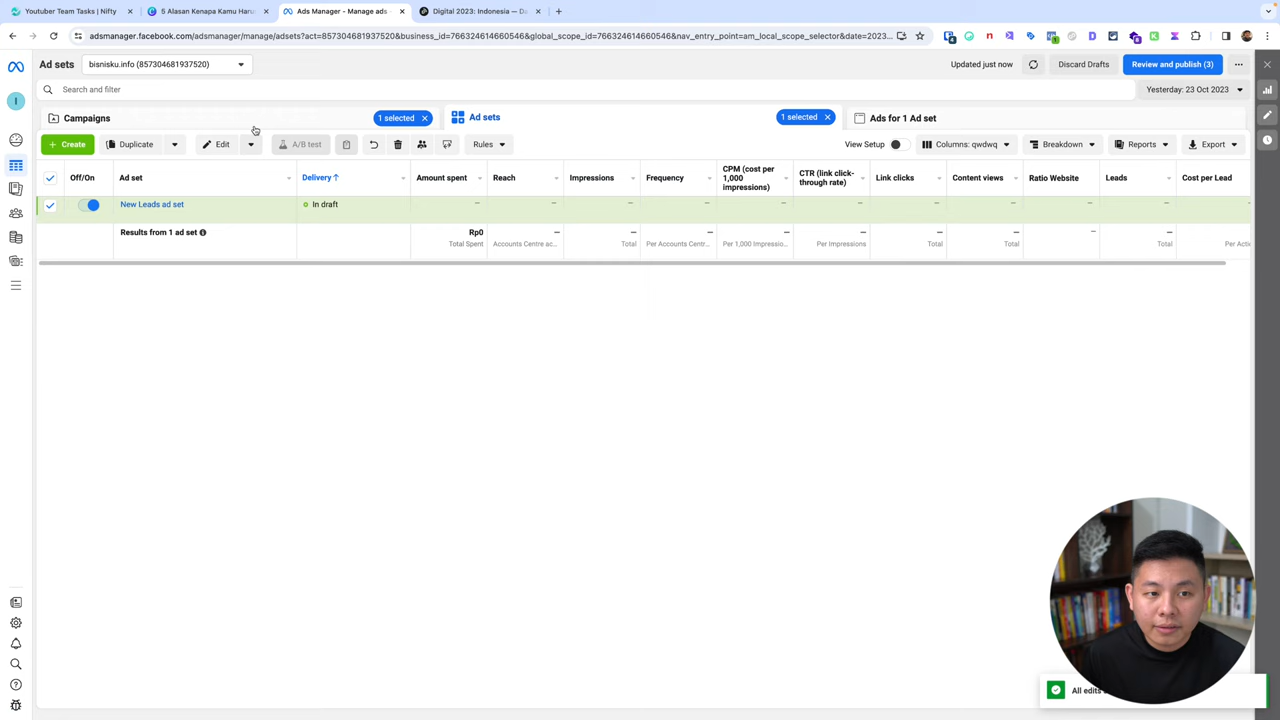 Youtuber Team Tasks | Nifty
5 Alasan Kenapa Kamu Haru
Ads Manager - Manage ads
Digital 2023: Indonesia — Da
adsmanager.facebook.com/adsmanager/manage/adsets?act=857304681937520&business_id=766324614660546&global_scope_id=766324614660546&nav_entry_point=am_local_scope_selector&date=2023...
Ad sets
bisnisku.info (857304681937520)
Updated just now
Discard Drafts
Review and publish (3)
Search and filter
Yesterday: 23 Oct 2023
Campaigns
1 selected
Ad sets
1 selected
Ads for 1 Ad set
Create
Duplicate
Edit
A/B test
Rules
View Setup
Columns: qwdwq
Breakdown
Reports
Export
Off/On
Ad set
Delivery ↑
Amount spent
Reach
Impressions
Frequency
CPM (cost per
1,000
impressions)
CTR (link click-
through rate)
Link clicks
Content views
Ratio Website
Leads
Cost per Lead
New Leads ad set
In draft
— — — — — — — — — —
Results from 1 ad set
Rp0
Total Spent
—
Accounts Centre ac...
—
Total
—
Per Accounts Centr...
—
Per 1,000 Impressio...
—
Per Impressions
—
Total
—
Total
—
—
Total
Per Acti
All edits